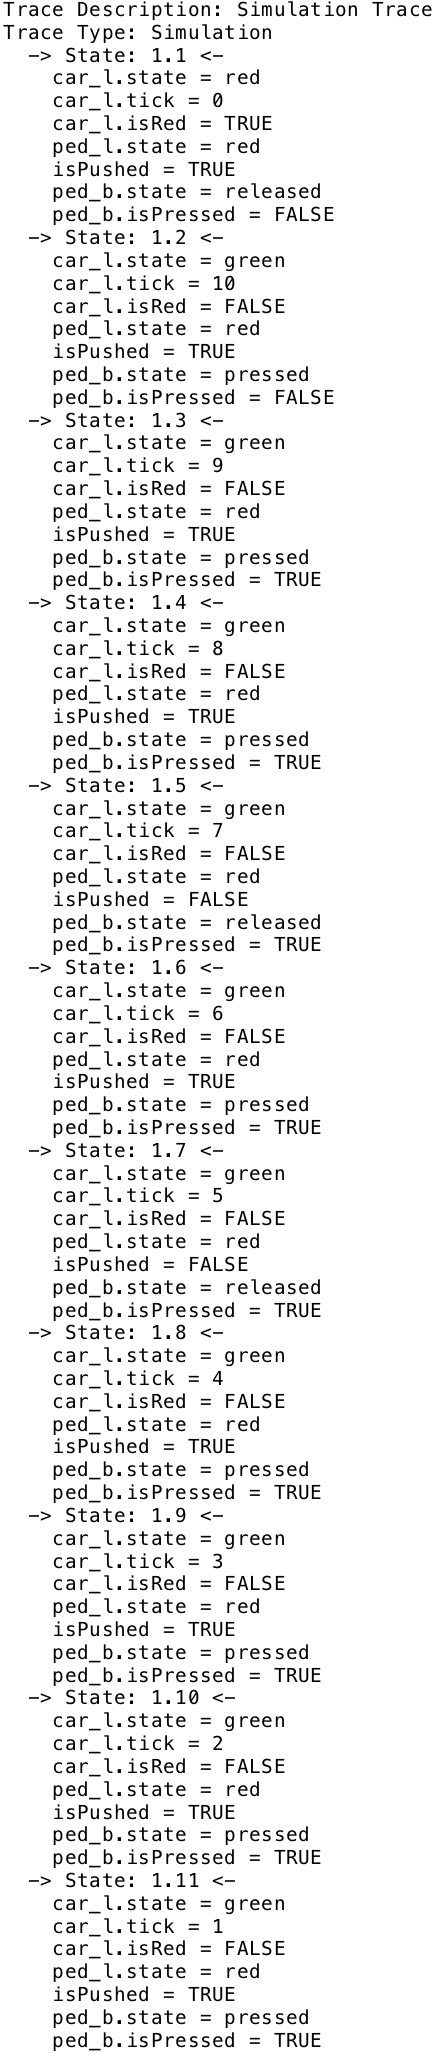 Trace Description: Simulation Trace
Trace Type: Simulation
-> State: 1.1 <-
car_l.state = red
car_l.tick = 0
car_l.isRed = TRUE
ped_l.state = red
isPushed = TRUE
ped_b.state = released
ped_b.isPressed = FALSE
-> State: 1.2 <-
car_l.state = green
car_l.tick = 10
car_l.isRed = FALSE
ped_l.state = red
isPushed = TRUE
ped_b.state = pressed
ped_b.isPressed = FALSE
-> State: 1.3 <-
car_l.state = green
car_l.tick = 9
car_l.isRed = FALSE
ped_l.state = red
isPushed = TRUE
ped_b.state = pressed
ped_b.isPressed = TRUE
-> State: 1.4 <-
car_l.state = green
car_l.tick = 8
car_l.isRed = FALSE
ped_l.state = red
isPushed = TRUE
ped_b.state = pressed
ped_b.isPressed = TRUE
-> State: 1.5 <-
car_l.state = green
car_l.tick = 7
car_l.isRed = FALSE
ped_l.state = red
isPushed = FALSE
ped_b.state = released
ped_b.isPressed = TRUE
-> State: 1.6 <-
car_l.state = green
car_l.tick = 6
car_l.isRed = FALSE
ped_l.state = red
isPushed = TRUE
ped_b.state = pressed
ped_b.isPressed = TRUE
-> State: 1.7 <-
car_l.state = green
car_l.tick = 5
car_l.isRed = FALSE
ped_l.state = red
isPushed = FALSE
ped_b.state = released
ped_b.isPressed = TRUE
-> State: 1.8 <-
car_l.state = green
car_l.tick = 4
car_l.isRed = FALSE
ped_l.state = red
isPushed = TRUE
ped_b.state = pressed
ped_b.isPressed = TRUE
-> State: 1.9 <-
car_l.state = green
car_l.tick = 3
car_l.isRed = FALSE
ped_l.state = red
isPushed = TRUE
ped_b.state = pressed
ped_b.isPressed = TRUE
-> State: 1.10 <-
car_l.state = green
car_l.tick = 2
car_l.isRed = FALSE
ped_l.state = red
isPushed = TRUE
ped_b.state = pressed
ped_b.isPressed = TRUE
-> State: 1.11 <-
car_l.state = green
car_l.tick = 1
car_l.isRed = FALSE
ped_l.state = red
isPushed = TRUE
ped_b.state = pressed
ped_b.isPressed = TRUE